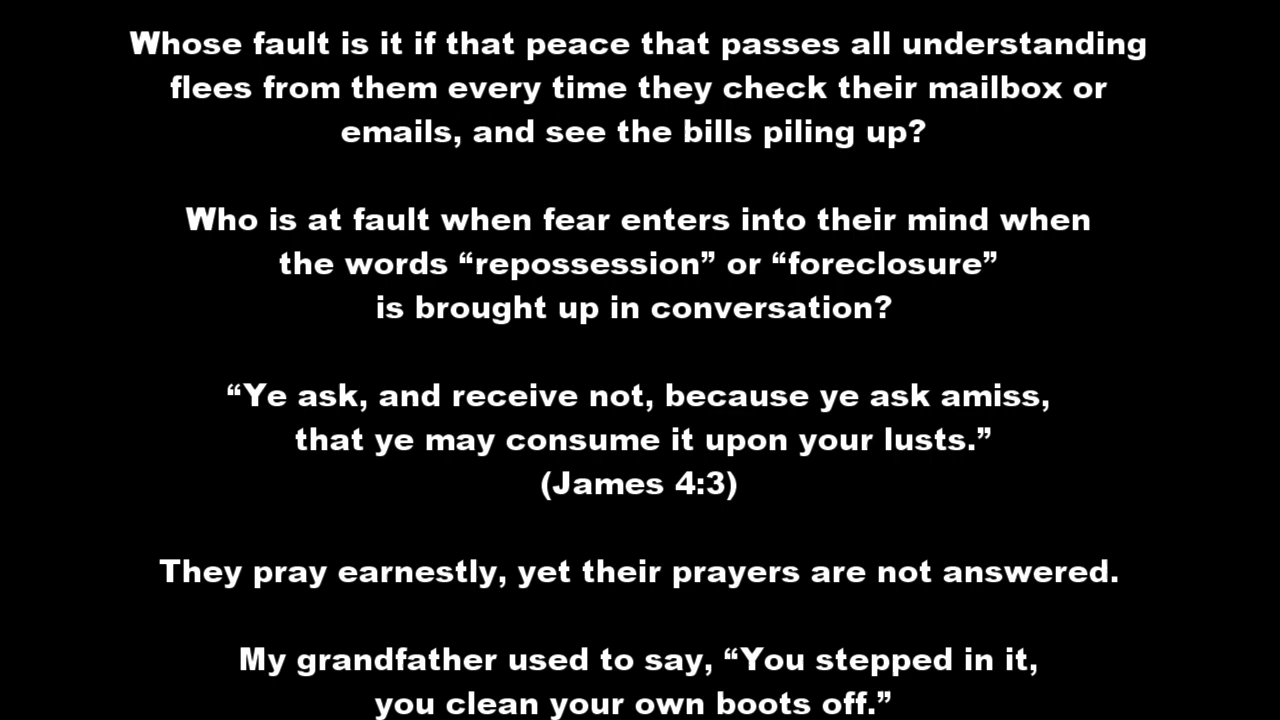 Whose fault is it if that peace that passes all understanding
flees from them every time they check their mailbox or
emails, and see the bills piling up?
Who is at fault when fear enters into their mind when
the words “repossession” or “foreclosure”
is brought up in conversation?
“Ye ask, and receive not, because ye ask amiss,
that ye may consume it upon your lusts.”
(James 4:3)
They pray earnestly, yet their prayers are not answered.
My grandfather used to say, “You stepped in it,
you clean your own boots off.”